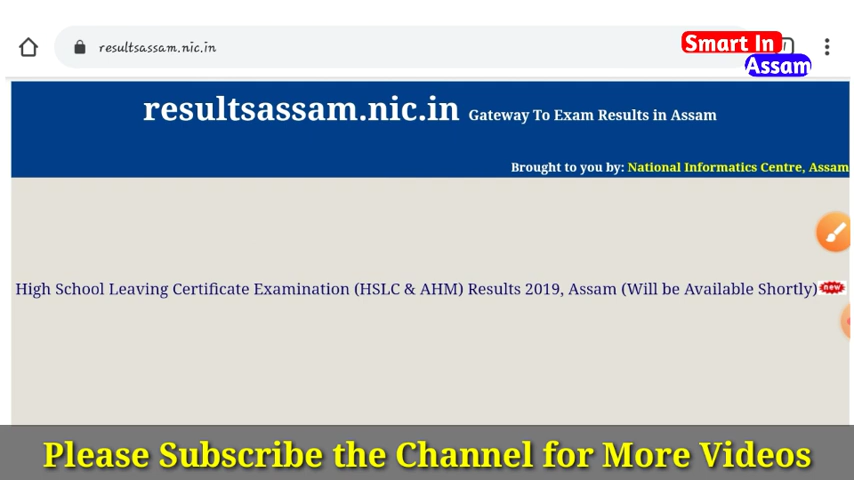 resultsassam.nic.in
Smart In
Assam
resultsassam.nic.in Gateway To Exam Results in Assam
Brought to you by: National Informatics Centre, Assam
High School Leaving Certificate Examination (HSLC & AHM) Results 2019, Assam (Will be Available Shortly) new
Please Subscribe the Channel for More Videos